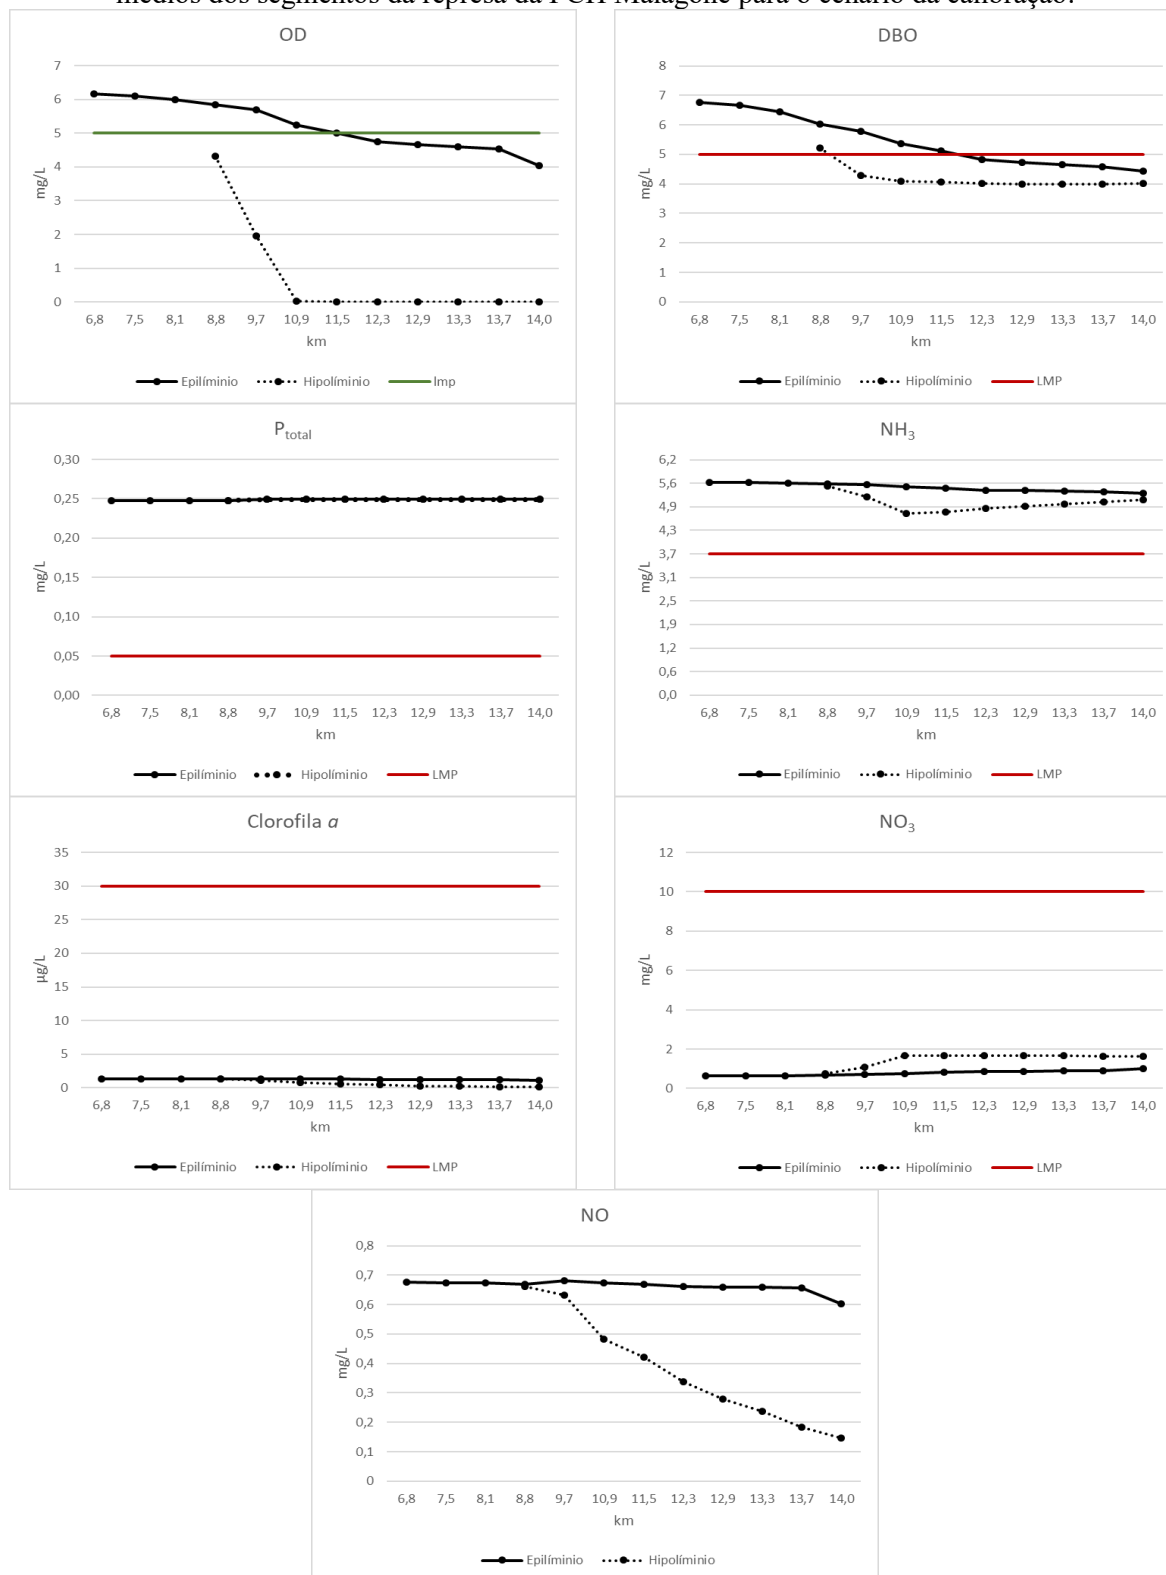 médios dos segmentos da represa da PCH Malagone para o cenário da calibração.
OD
7
6
5
4
3
2
1
0
mg/L
6,8 7,5 8,1 8,8 9,7 10,9 11,5 12,3 12,9 13,3 13,7 14,0
km
Epilíminio Hipolíminio lmp
DBO
8
7
6
5
4
3
2
1
0
mg/L
6,8 7,5 8,1 8,8 9,7 10,9 11,5 12,3 12,9 13,3 13,7 14,0
km
Epilíminio Hipolíminio LMP
Ptotal
0,30
0,25
0,20
0,15
0,10
0,05
0,00
mg/L
6,8 7,5 8,1 8,8 9,7 10,9 11,5 12,3 12,9 13,3 13,7 14,0
km
Epilíminio Hipolíminio LMP
NH3
6,2
5,6
4,9
4,3
3,7
3,1
2,5
1,9
1,2
0,6
0,0
mg/L
6,8 7,5 8,1 8,8 9,7 10,9 11,5 12,3 12,9 13,3 13,7 14,0
km
Epilíminio Hipolíminio LMP
Clorofila a
35
30
25
20
15
10
5
0
µg/L
6,8 7,5 8,1 8,8 9,7 10,9 11,5 12,3 12,9 13,3 13,7 14,0
km
Epilíminio Hipolíminio LMP
NO3
12
10
8
6
4
2
0
mg/L
6,8 7,5 8,1 8,8 9,7 10,9 11,5 12,3 12,9 13,3 13,7 14,0
km
Epilíminio Hipolíminio LMP
NO
0,8
0,7
0,6
0,5
0,4
0,3
0,2
0,1
0
mg/L
6,8 7,5 8,1 8,8 9,7 10,9 11,5 12,3 12,9 13,3 13,7 14,0
km
Epilíminio Hipolíminio